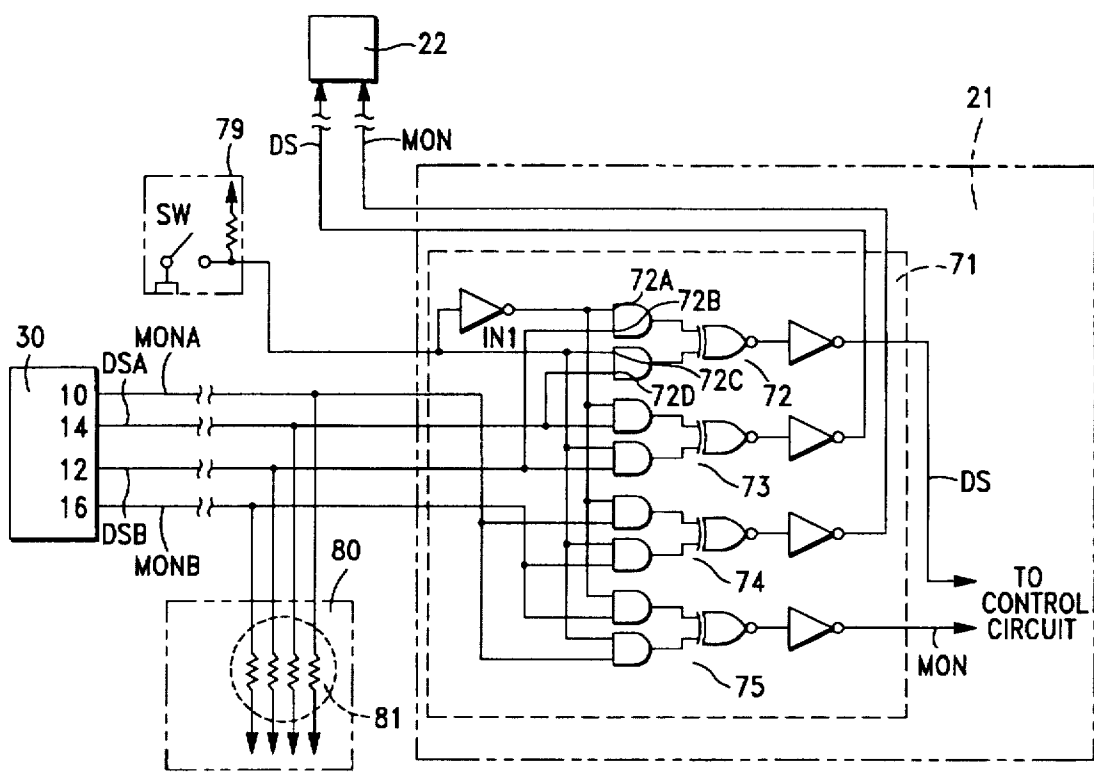 22
21
79
DS
MON
SW
71
72A
72B
IN1
30
MONA
DSA
10
72C
72
72D
14
12
73
DS
16
DSB
MONB
80
74
TO
CONTROL
CIRCUIT
MON
75
81